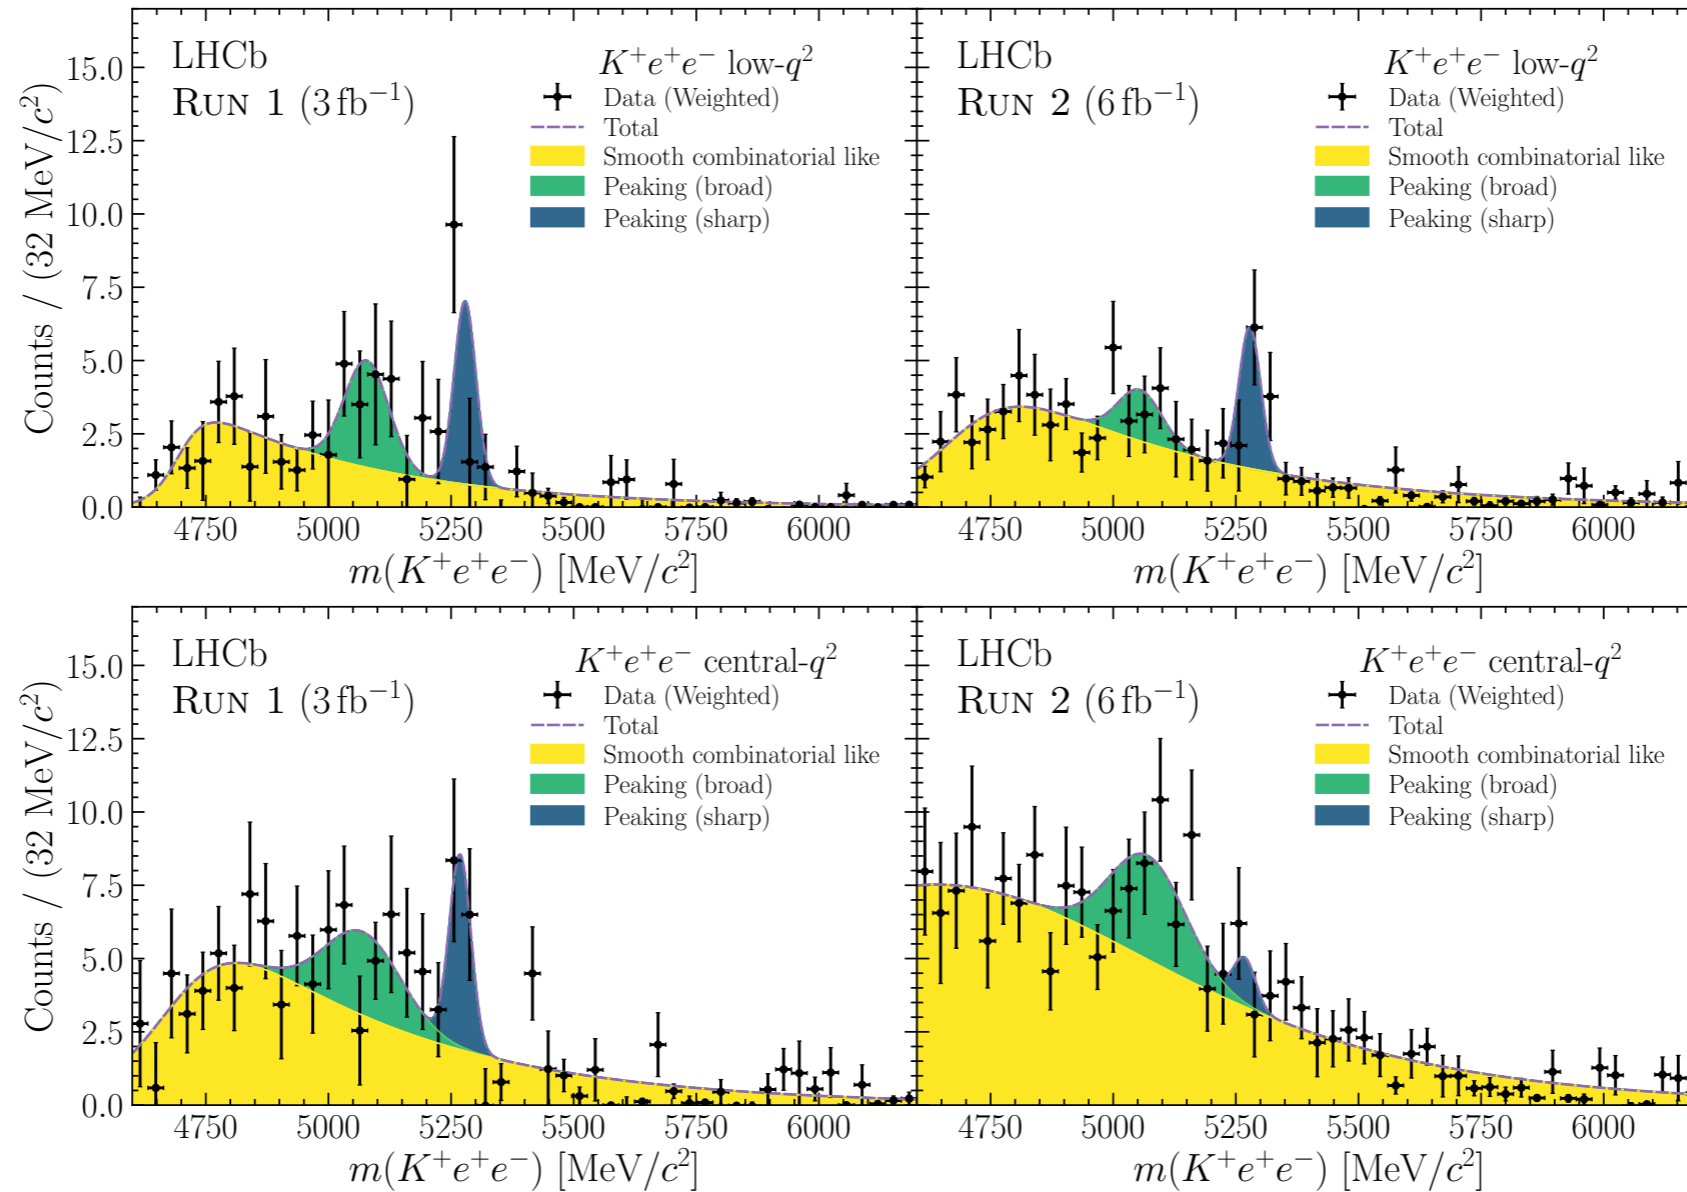 LHCb
RUN 1 (3 fb⁻¹)
K⁺e⁺e⁻ low-q²
Data (Weighted)
Total
Smooth combinatorial like
Peaking (broad)
Peaking (sharp)
Counts / (32 MeV/c²)
15.0
12.5
10.0
7.5
5.0
2.5
0.0
4750 5000 5250 5500 5750 6000
m(K⁺e⁺e⁻) [MeV/c²]
LHCb
RUN 2 (6 fb⁻¹)
K⁺e⁺e⁻ low-q²
Data (Weighted)
Total
Smooth combinatorial like
Peaking (broad)
Peaking (sharp)
4750 5000 5250 5500 5750 6000
m(K⁺e⁺e⁻) [MeV/c²]
LHCb
RUN 1 (3 fb⁻¹)
K⁺e⁺e⁻ central-q²
Data (Weighted)
Total
Smooth combinatorial like
Peaking (broad)
Peaking (sharp)
Counts / (32 MeV/c²)
15.0
12.5
10.0
7.5
5.0
2.5
0.0
4750 5000 5250 5500 5750 6000
m(K⁺e⁺e⁻) [MeV/c²]
LHCb
RUN 2 (6 fb⁻¹)
K⁺e⁺e⁻ central-q²
Data (Weighted)
Total
Smooth combinatorial like
Peaking (broad)
Peaking (sharp)
4750 5000 5250 5500 5750 6000
m(K⁺e⁺e⁻) [MeV/c²]